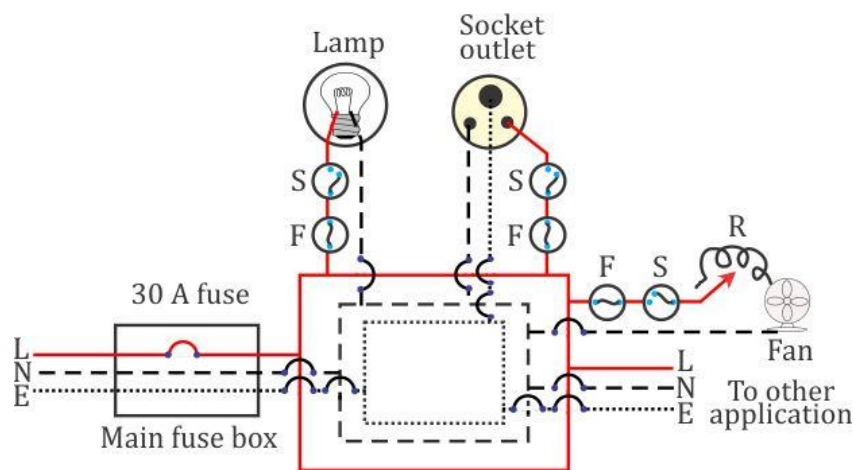 Lamp
Socket
outlet
S
S
F
F
F
S
R
30 A fuse
L
N
E
Main fuse box
Fan
L
N
E
To other
application